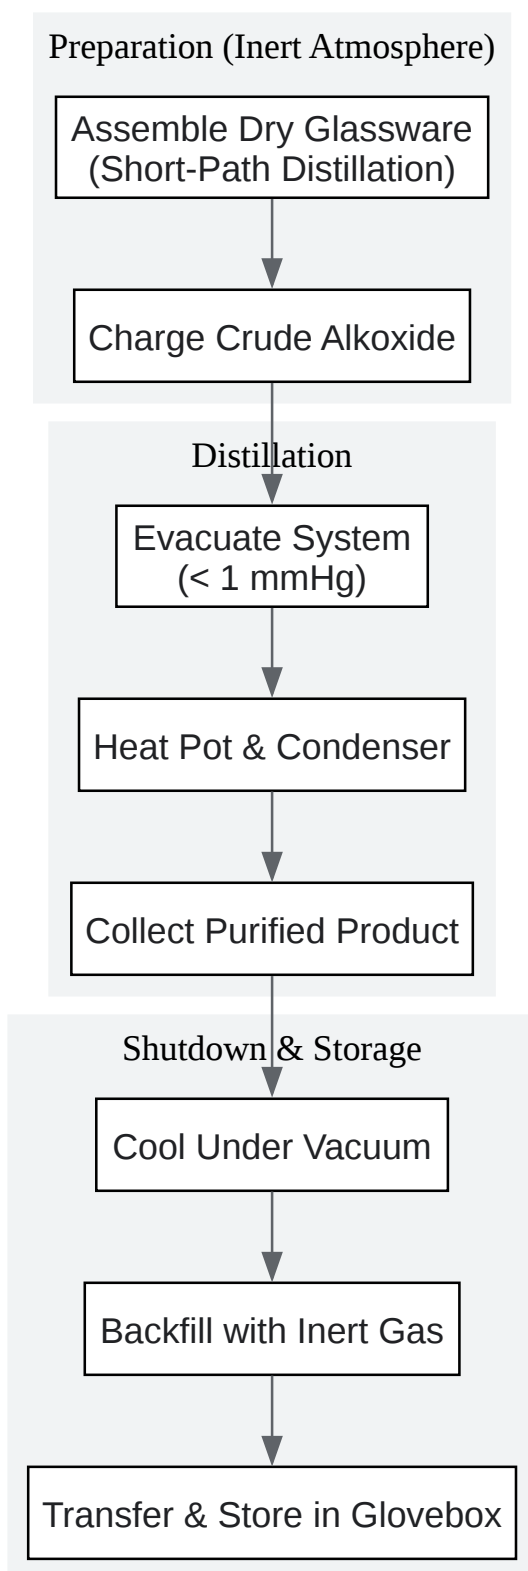 Preparation (Inert Atmosphere)
Assemble Dry Glassware
(Short-Path Distillation)
Charge Crude Alkoxide
Distillation
Evacuate System
(< 1 mmHg)
Heat Pot & Condenser
Collect Purified Product
Shutdown & Storage
Cool Under Vacuum
Backfill with Inert Gas
Transfer & Store in Glovebox